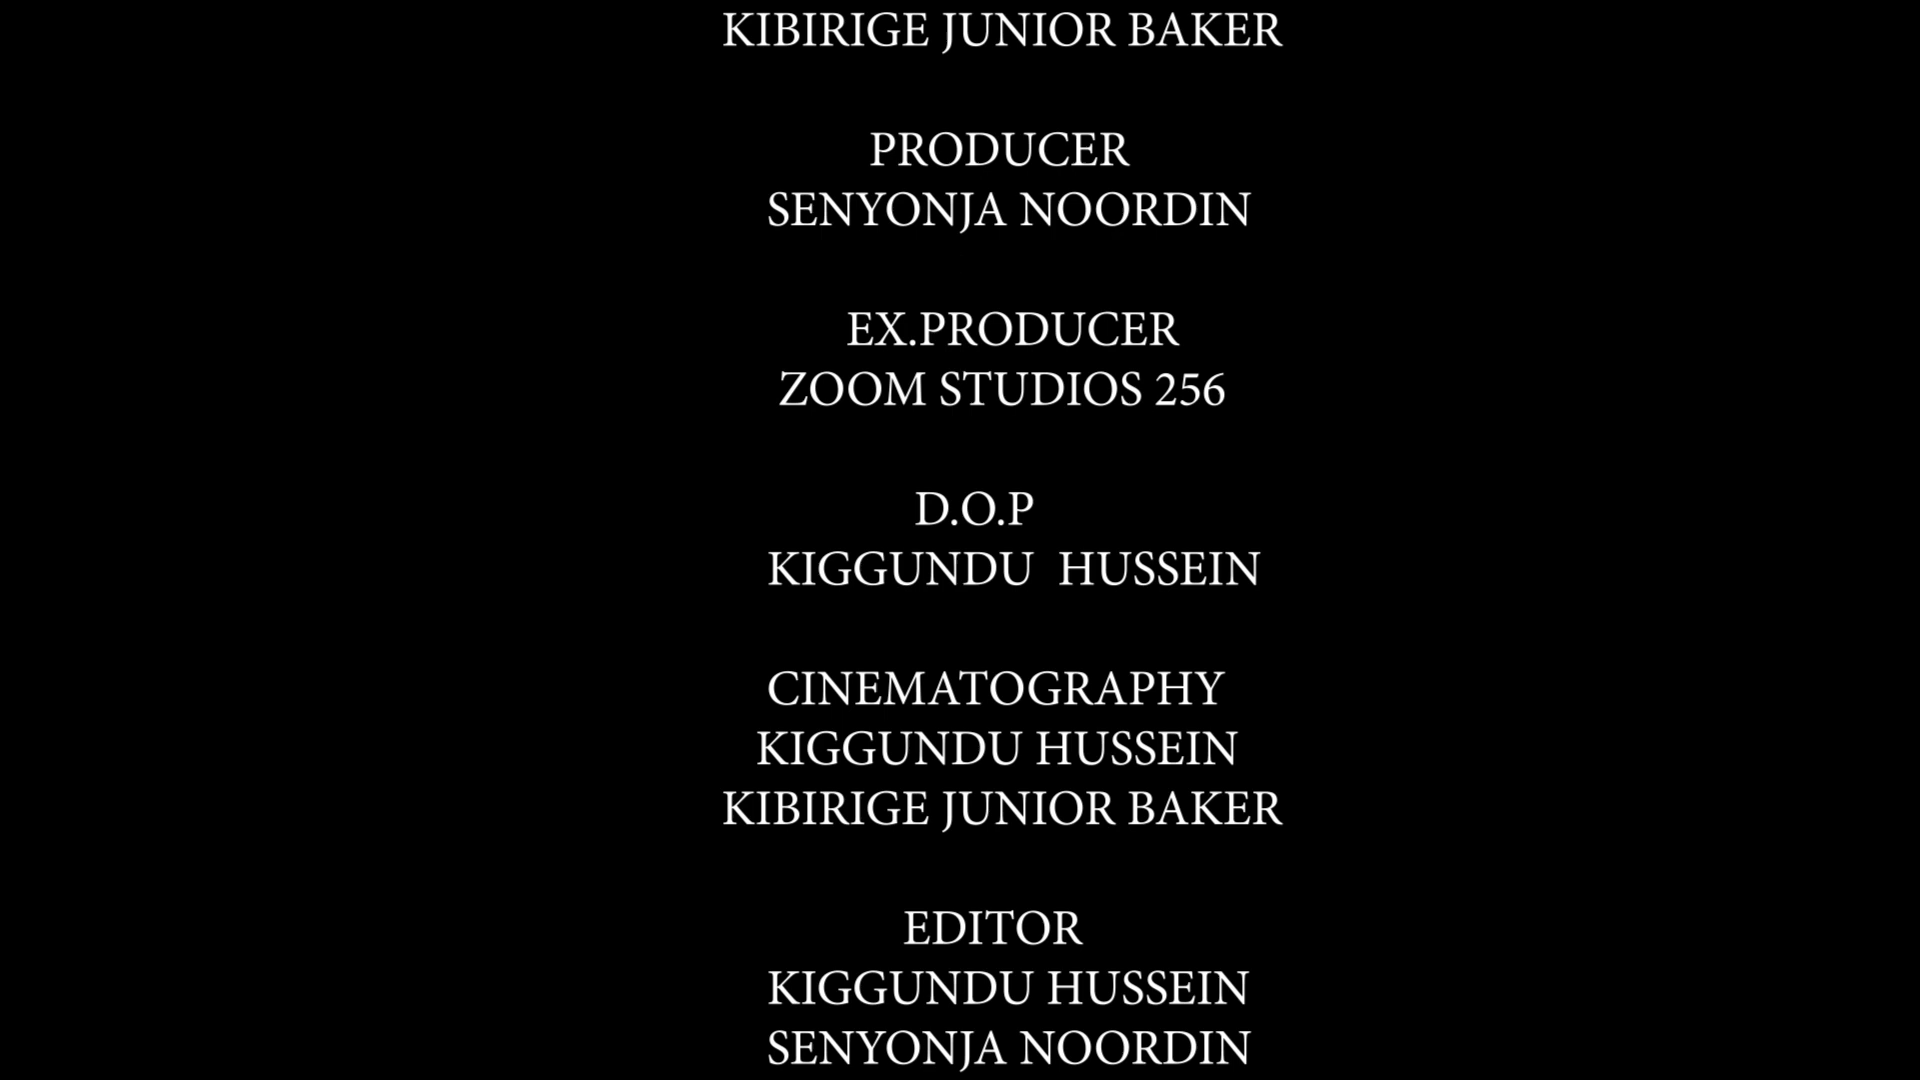 KIBIRIGE JUNIOR BAKER
PRODUCER
SENYONJA NOORDIN
EX.PRODUCER
ZOOM STUDIOS 256
D.O.P
KIGGUNDU  HUSSEIN
CINEMATOGRAPHY
KIGGUNDU HUSSEIN
KIBIRIGE JUNIOR BAKER
EDITOR
KIGGUNDU HUSSEIN
SENYONJA NOORDIN